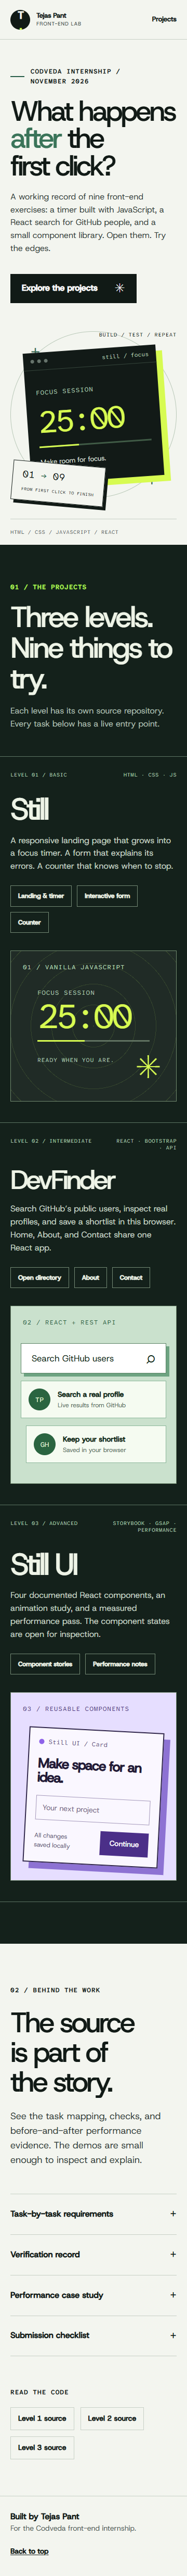 Tejas Pant
FRONT-END LAB
Projects
CODVEDA INTERNSHIP /
NOVEMBER 2026
What happens
after the
first click?
A working record of nine front-end
exercises: a timer built with JavaScript, a
React search for GitHub people, and a
small component library. Open them. Try
the edges.
Explore the projects
BUILD / TEST / REPEAT
still / focus
FOCUS SESSION
25:00
Make room for focus.
01 → 09
FROM FIRST CLICK TO FINISH
HTML / CSS / JAVASCRIPT / REACT
01 / THE PROJECTS
Three levels.
Nine things to
try.
Each level has its own source repository.
Every task below has a live entry point.
LEVEL 01 / BASIC
HTML · CSS · JS
Still
A responsive landing page that grows into
a focus timer. A form that explains its
errors. A counter that knows when to stop.
Landing & timer
Interactive form
Counter
01 / VANILLA JAVASCRIPT
FOCUS SESSION
25:00
READY WHEN YOU ARE.
LEVEL 02 / INTERMEDIATE
REACT · BOOTSTRAP
· API
DevFinder
Search GitHub's public users, inspect real
profiles, and save a shortlist in this browser.
Home, About, and Contact share one
React app.
Open directory
About
Contact
02 / REACT + REST API
Search GitHub users
TP
Search a real profile
Live results from GitHub
GH
Keep your shortlist
Saved in your browser
LEVEL 03 / ADVANCED
STORYBOOK · GSAP ·
PERFORMANCE
Still UI
Four documented React components, an
animation study, and a measured
performance pass. The component states
are open for inspection.
Component stories
Performance notes
03 / REUSABLE COMPONENTS
Still UI / Card
Make space for an
idea.
Your next project
All changes
saved locally
Continue
02 / BEHIND THE WORK
The source
is part of
the story.
See the task mapping, checks, and
before-and-after performance
evidence. The demos are small
enough to inspect and explain.
Task-by-task requirements
+
Verification record
+
Performance case study
+
Submission checklist
+
READ THE CODE
Level 1 source
Level 2 source
Level 3 source
Built by Tejas Pant
For the Codveda front-end internship.
Back to top